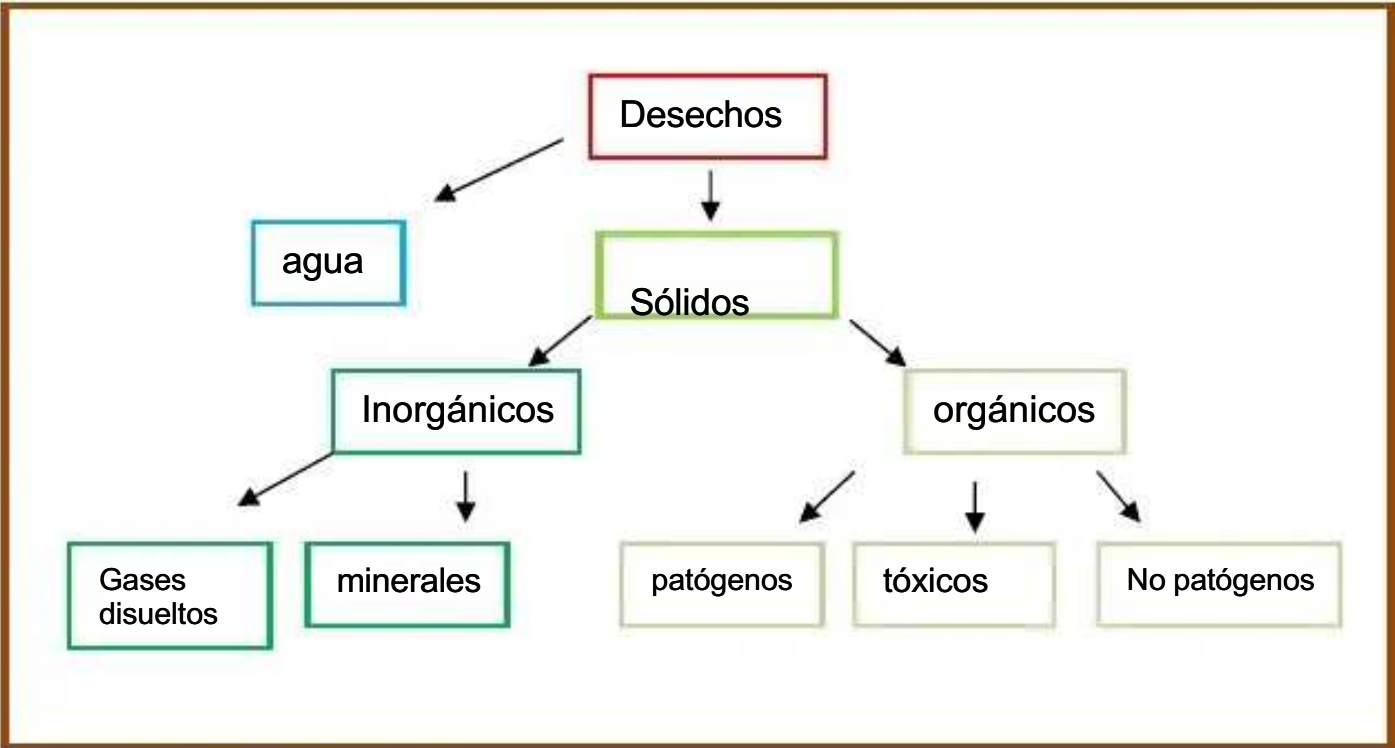 Desechos
agua
Sólidos
Inorgánicos
orgánicos
Gases
disueltos
minerales
patógenos
tóxicos
No patógenos